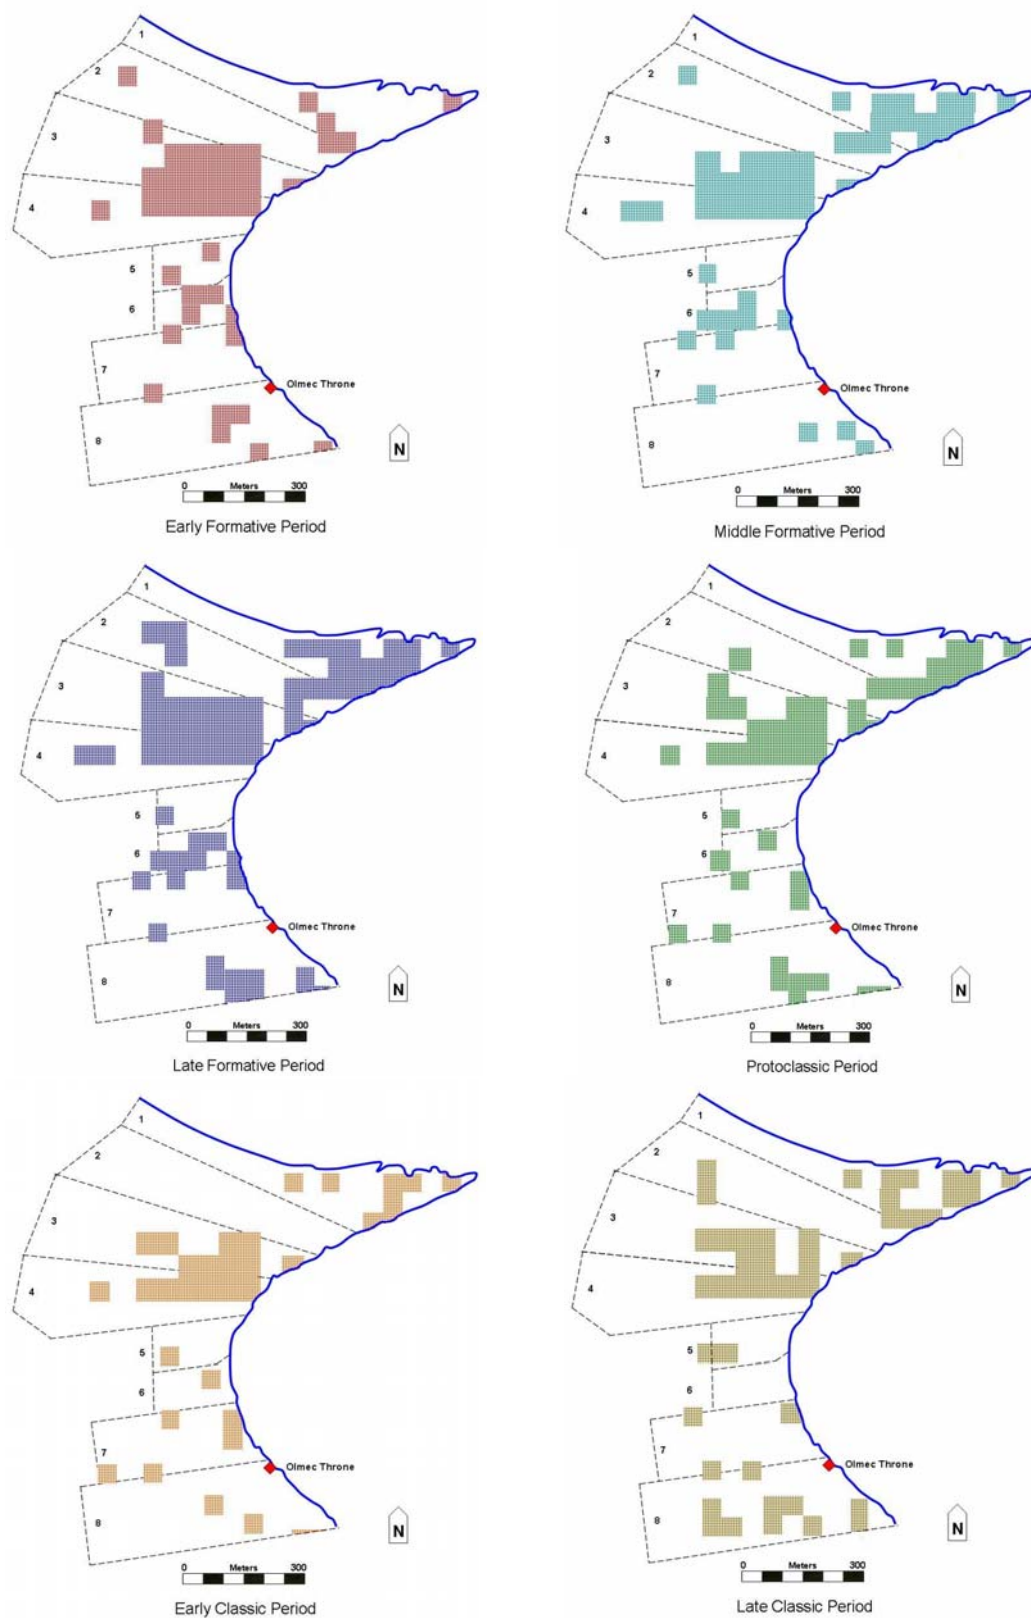 1
2
3
4
5
6
7
8
Olmec Throne
N
0 Meters 300
Early Formative Period
1
2
3
4
5
6
7
8
Olmec Throne
N
0 Meters 300
Middle Formative Period
1
2
3
4
5
6
7
8
Olmec Throne
N
0 Meters 300
Late Formative Period
1
2
3
4
5
6
7
8
Olmec Throne
N
0 Meters 300
Protoclassic Period
1
2
3
4
5
6
7
8
Olmec Throne
N
0 Meters 300
Early Classic Period
1
2
3
4
5
6
7
8
Olmec Throne
N
0 Meters 300
Late Classic Period